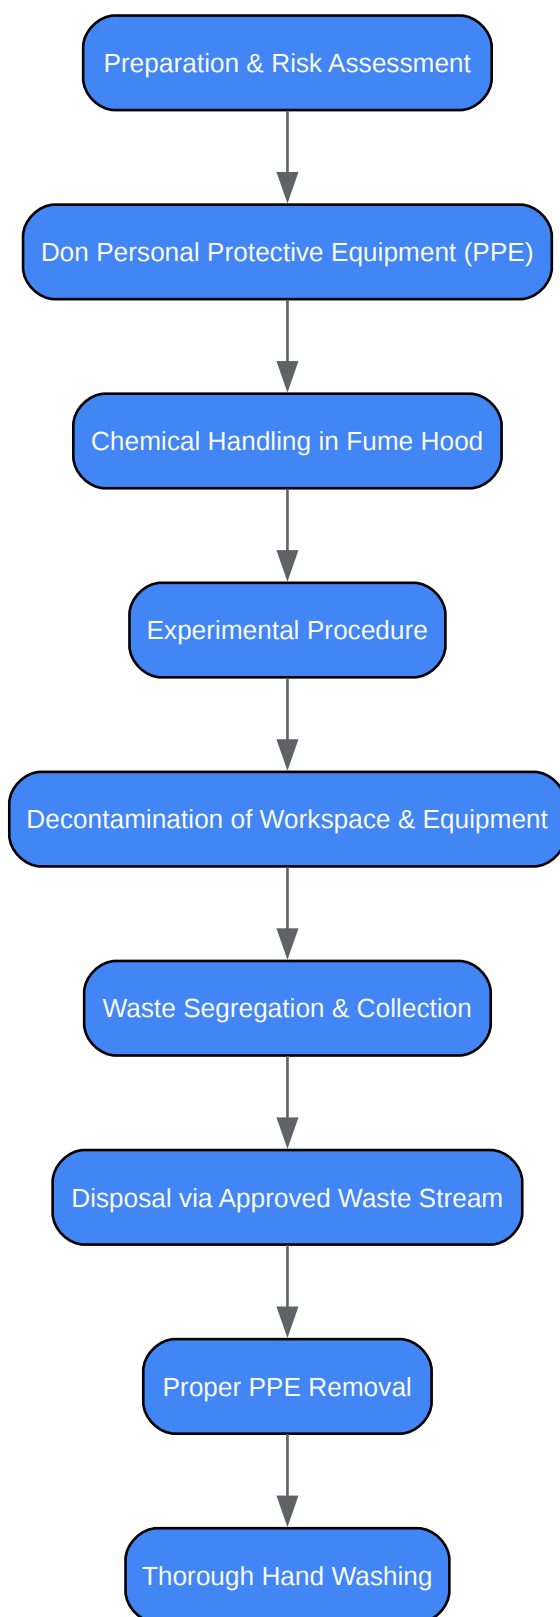 Preparation & Risk Assessment
Don Personal Protective Equipment (PPE)
Chemical Handling in Fume Hood
Experimental Procedure
Decontamination of Workspace & Equipment
Waste Segregation & Collection
Disposal via Approved Waste Stream
Proper PPE Removal
Thorough Hand Washing